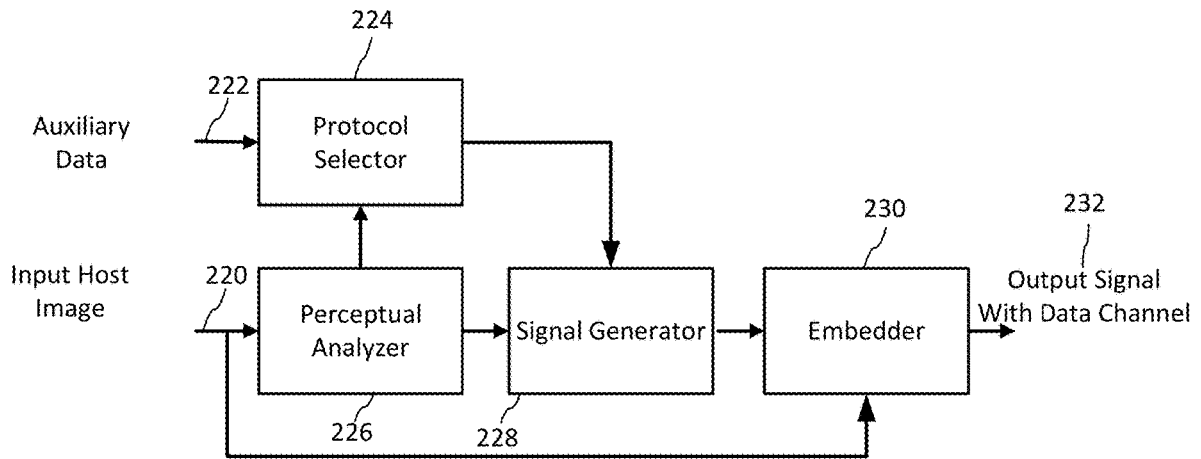 224
222
Auxiliary
Data
Protocol
Selector
230
232
Input Host
Image
220
Perceptual
Analyzer
Signal Generator
Embedder
Output Signal
With Data Channel
226
228